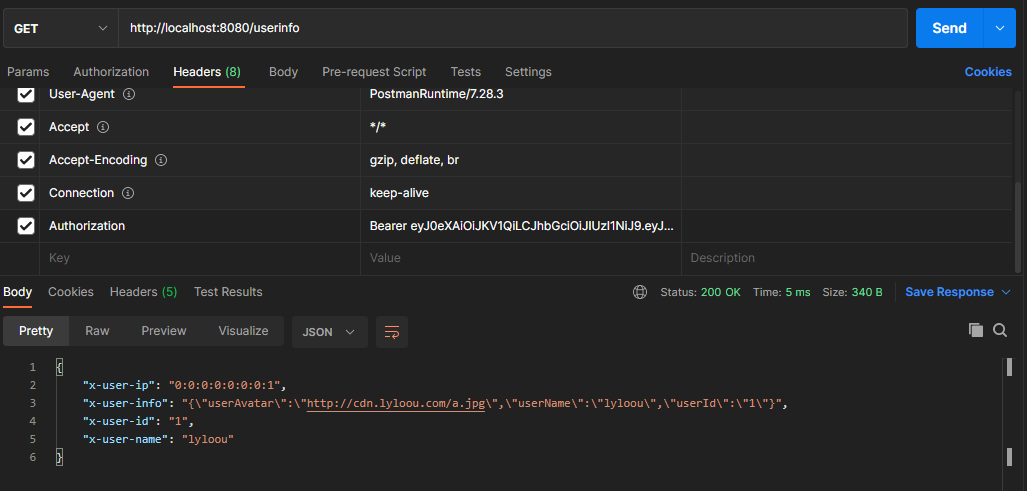 GET http://localhost:8080/userinfo Send
Params Authorization Headers (8) Body Pre-request Script Tests Settings Cookies
User-Agent PostmanRuntime/7.28.3
Accept */*
Accept-Encoding gzip, deflate, br
Connection keep-alive
Authorization Bearer eyJ0eXAiOiJKV1QiLCJhbGciOiJIUzI1NiJ9.eyJ...
Key Value Description
Body Cookies Headers (5) Test Results Status: 200 OK Time: 5 ms Size: 340 B Save Response
Pretty Raw Preview Visualize JSON
1 {
2 "x-user-ip": "0:0:0:0:0:0:0:1",
3 "x-user-info": "{\"userAvatar\":\"http://cdn.lyloou.com/a.jpg\",\"userName\":\"lyloou\",\"userId\":\"1\"}",
4 "x-user-id": "1",
5 "x-user-name": "lyloou"
6 }